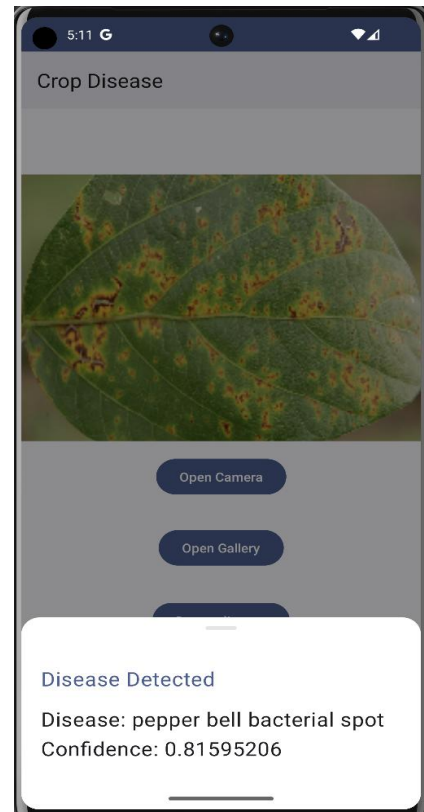 5:11 G
Crop Disease
Open Camera
Open Gallery
Disease Detected
Disease: pepper bell bacterial spot
Confidence: 0.81595206